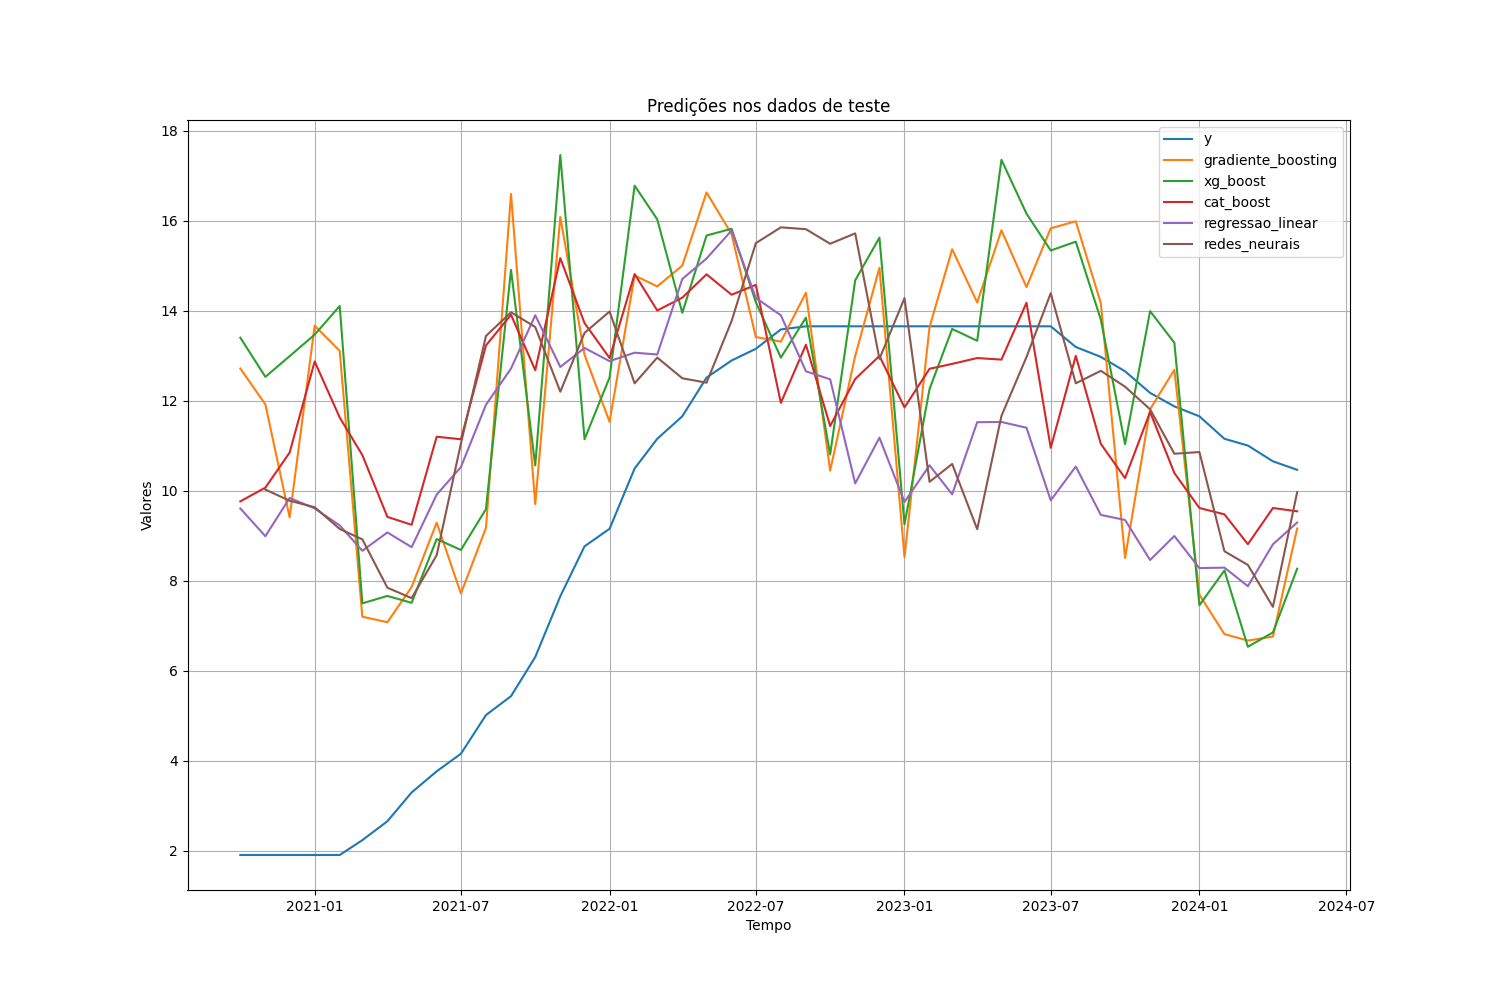 Predições nos dados de teste
18
16
14
12
10
8
6
4
2
Valores
y
gradiente_boosting
xg_boost
cat_boost
regressao_linear
redes_neurais
2021-01
2021-07
2022-01
2022-07
2023-01
2023-07
2024-01
2024-07
Tempo